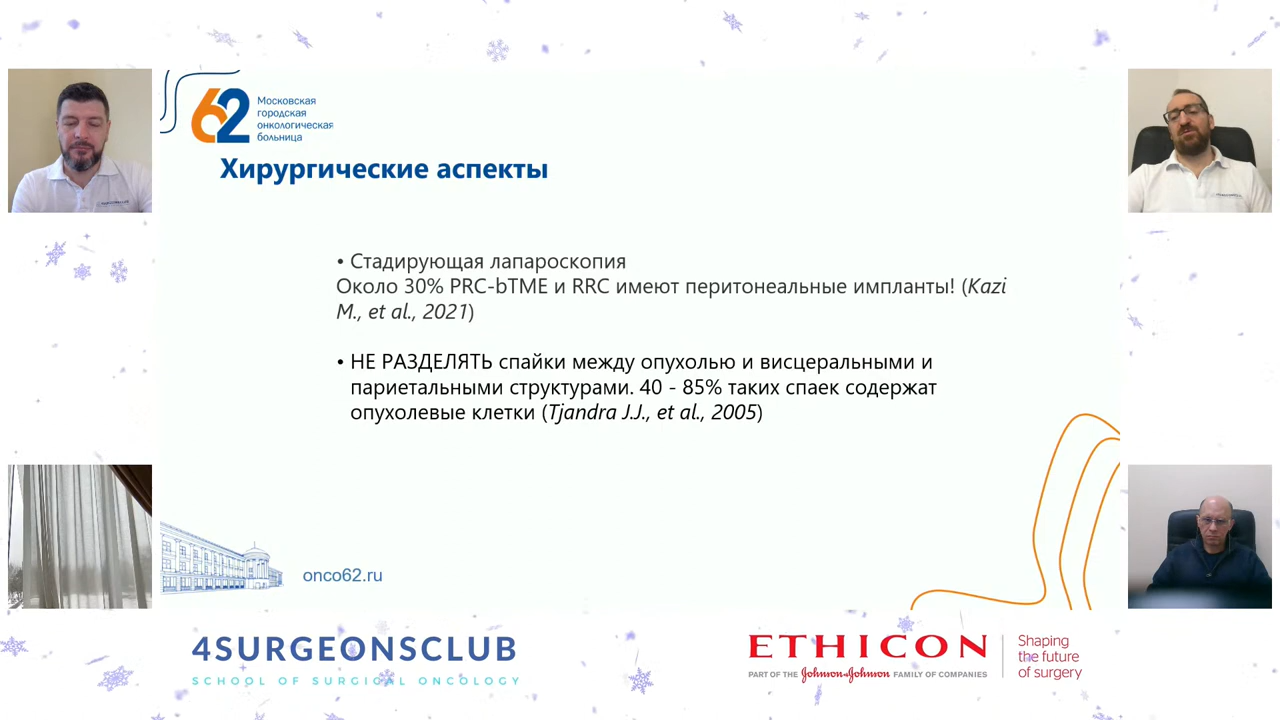 62
Московская
городская
онкологическая
больница
Хирургические аспекты
• Стадирующая лапароскопия
Около 30% PRC-bTME и RRC имеют перитонеальные импланты! (Kazi
M., et al., 2021)
• НЕ РАЗДЕЛЯТЬ спайки между опухолью и висцеральными и
париетальными структурами. 40 - 85% таких спаек содержат
опухолевые клетки (Tjandra J.J., et al., 2005)
onco62.ru
4SURGEONSCLUB
SCHOOL OF SURGICAL ONCOLOGY
ETHICON
PART OF THE Johnson&Johnson FAMILY OF COMPANIES
Shaping
the future
of surgery